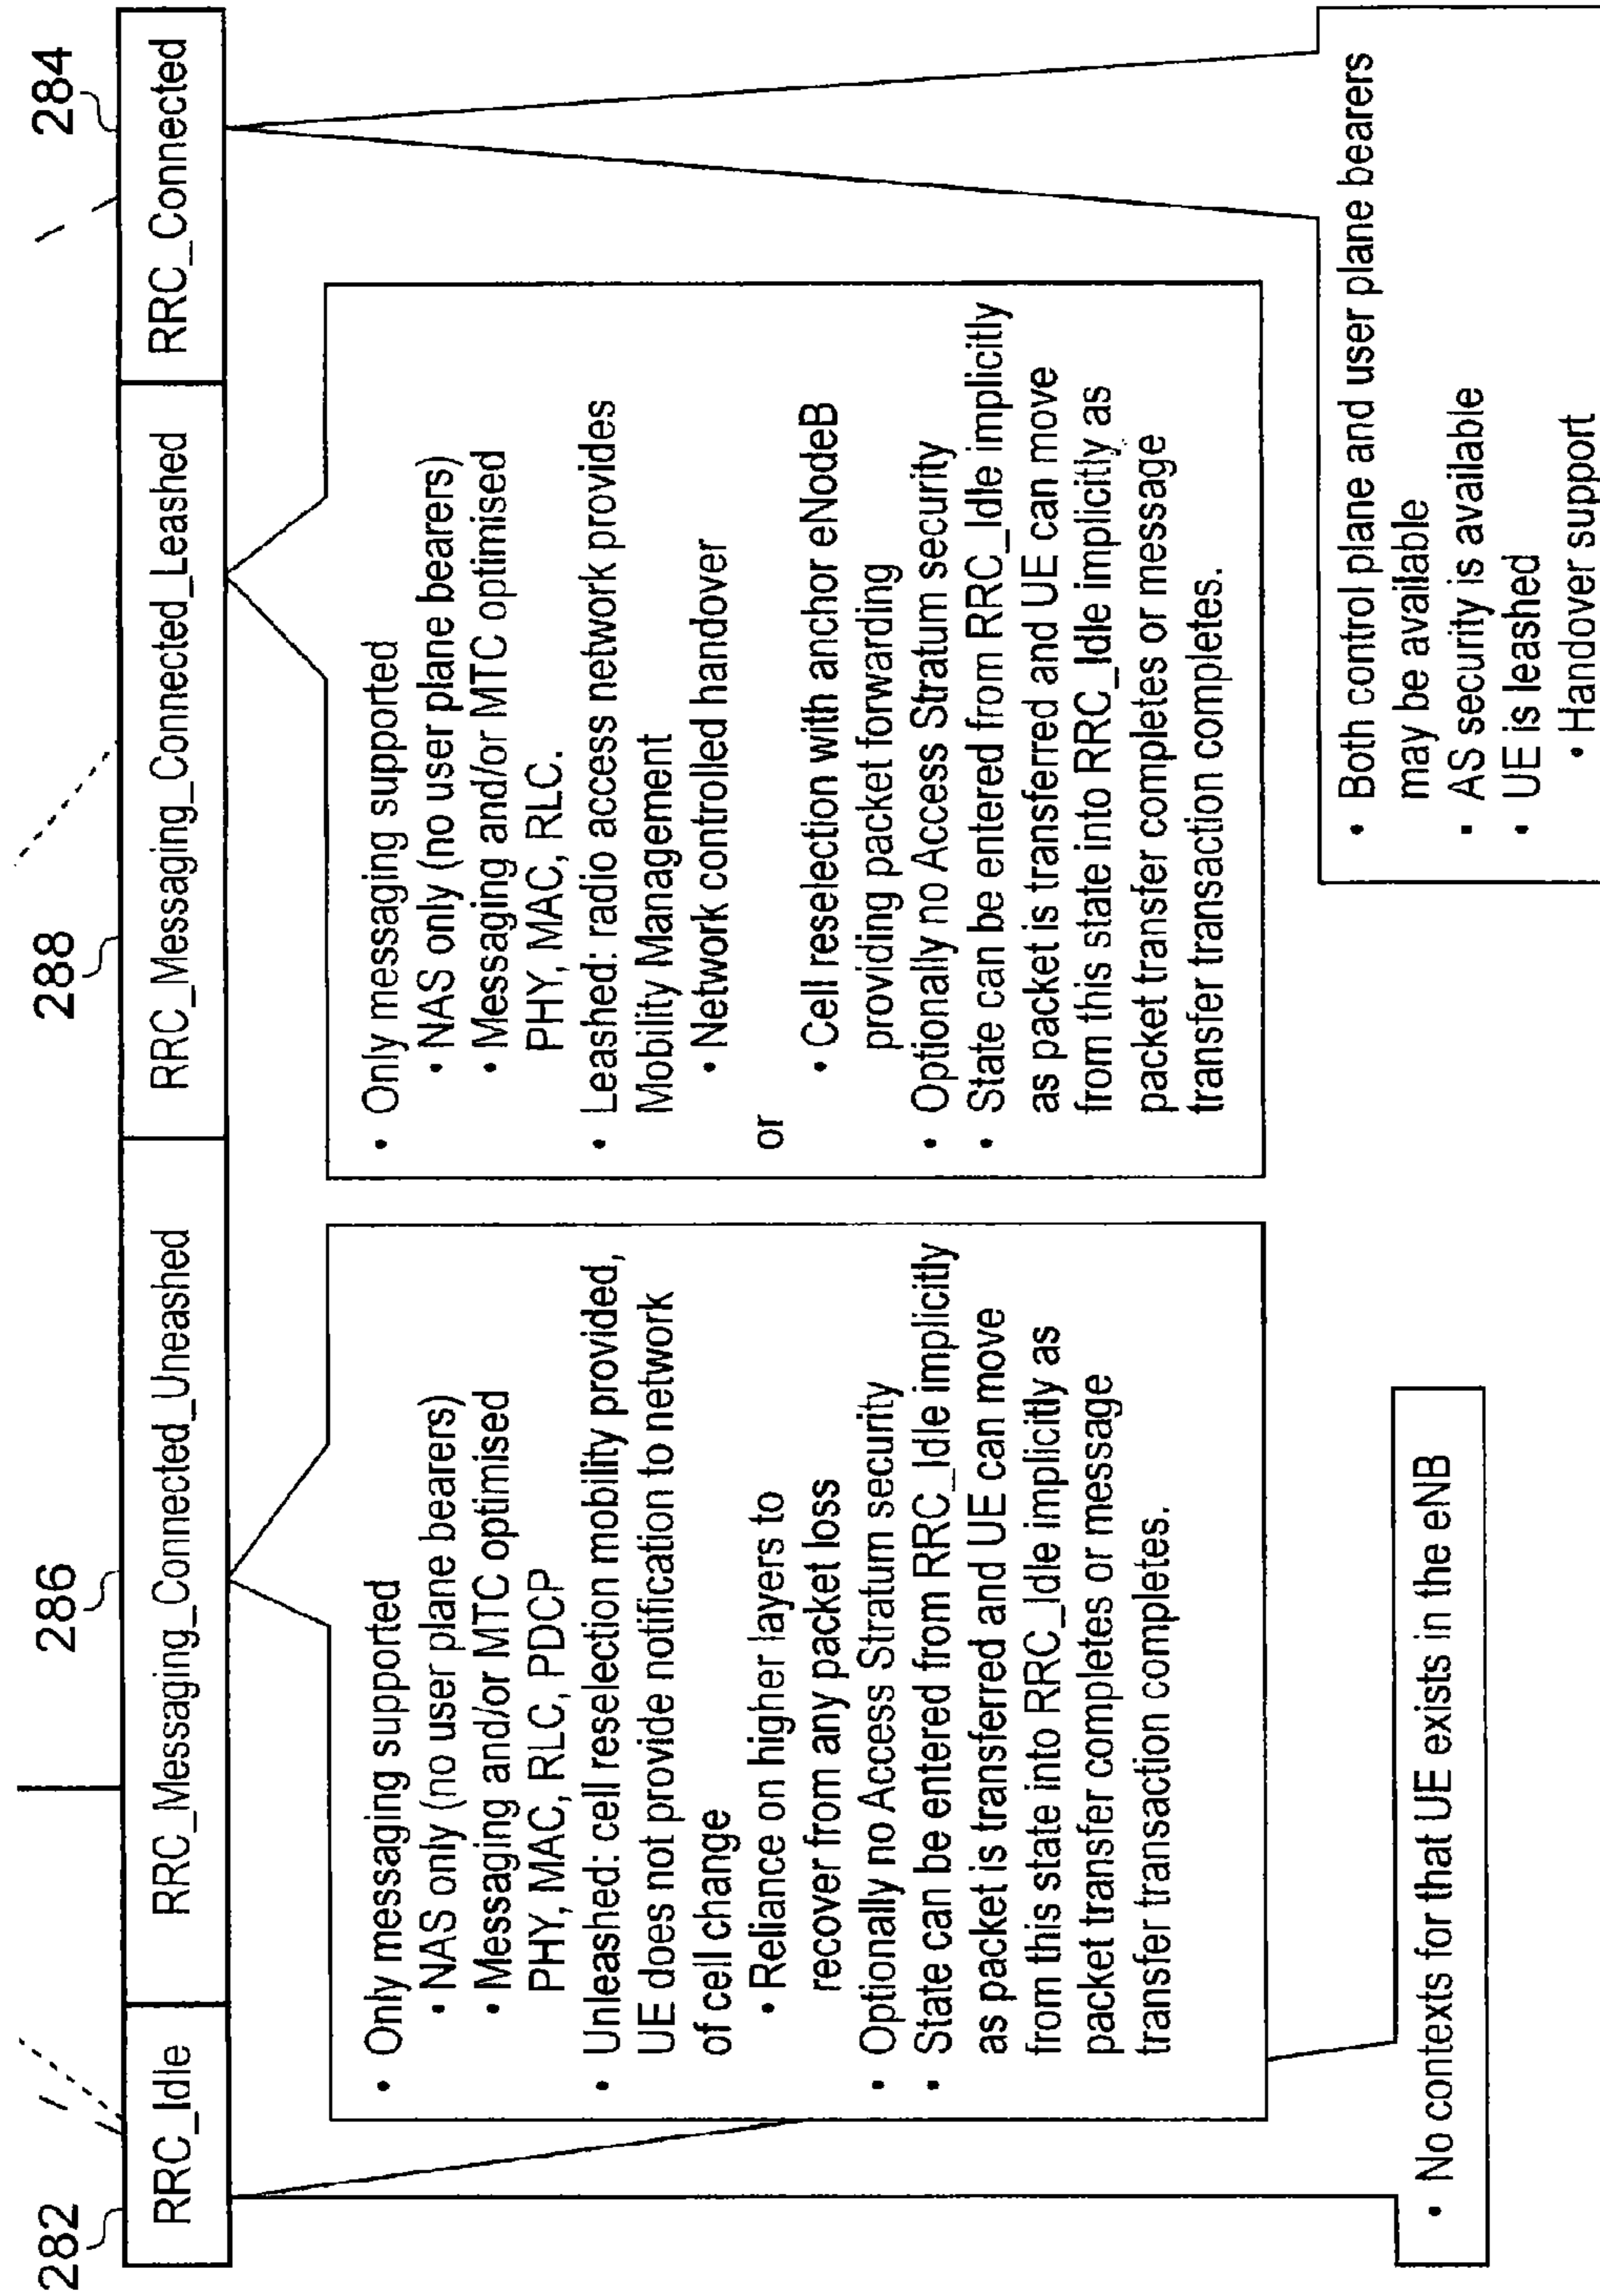 282
286
288
284
RRC_Idle
RRC_Messaging_Connected_Uneashed
RRC_Messaging_Connected_Leashed
RRC_Connected
• Only messaging supported
• NAS only (no user plane bearers)
• Messaging and/or MTC optimised
PHY, MAC, RLC, PDCP
• Unleashed: cell reselection mobility provided,
UE does not provide notification to network
of cell change
• Reliance on higher layers to
recover from any packet loss
• Optionally no Access Stratum security
• State can be entered from RRC_Idle implicitly
as packet is transferred and UE can move
from this state into RRC_Idle implicitly as
packet transfer completes or message
transfer transaction completes.
• Only messaging supported
• NAS only (no user plane bearers)
• Messaging and/or MTC optimised
PHY, MAC, RLC.
• Leashed: radio access network provides
Mobility Management
• Network controlled handover
or
• Cell reselection with anchor eNodeB
providing packet forwarding
• Optionally no Access Stratum security
• State can be entered from RRC_Idle implicitly
as packet is transferred and UE can move
from this state into RRC_Idle implicitly as
packet transfer completes or message
transfer transaction completes.
• No contexts for that UE exists in the eNB
• Both control plane and user plane bearers
may be available
• AS security is available
• UE is leashed
• Handover support